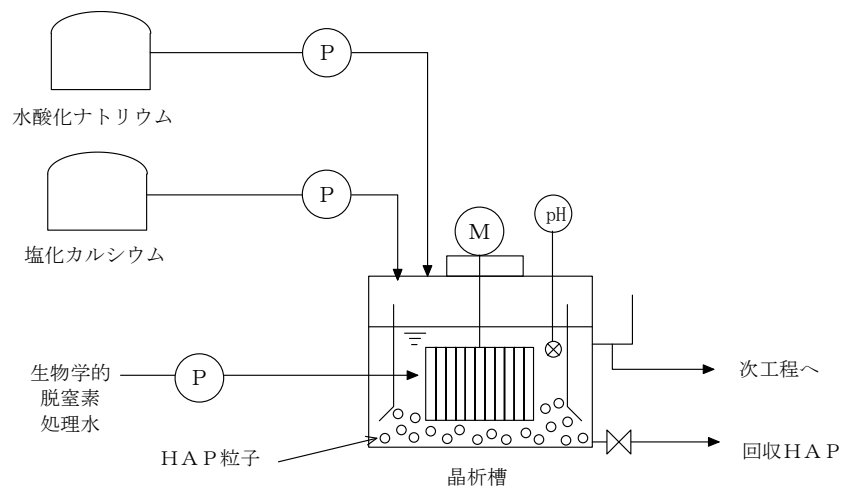 P
水酸化ナトリウム
P
塩化カルシウム
M
pH
生物学的
脱窒素
処理水
P
次工程へ
HAP粒子
回収HAP
晶析槽